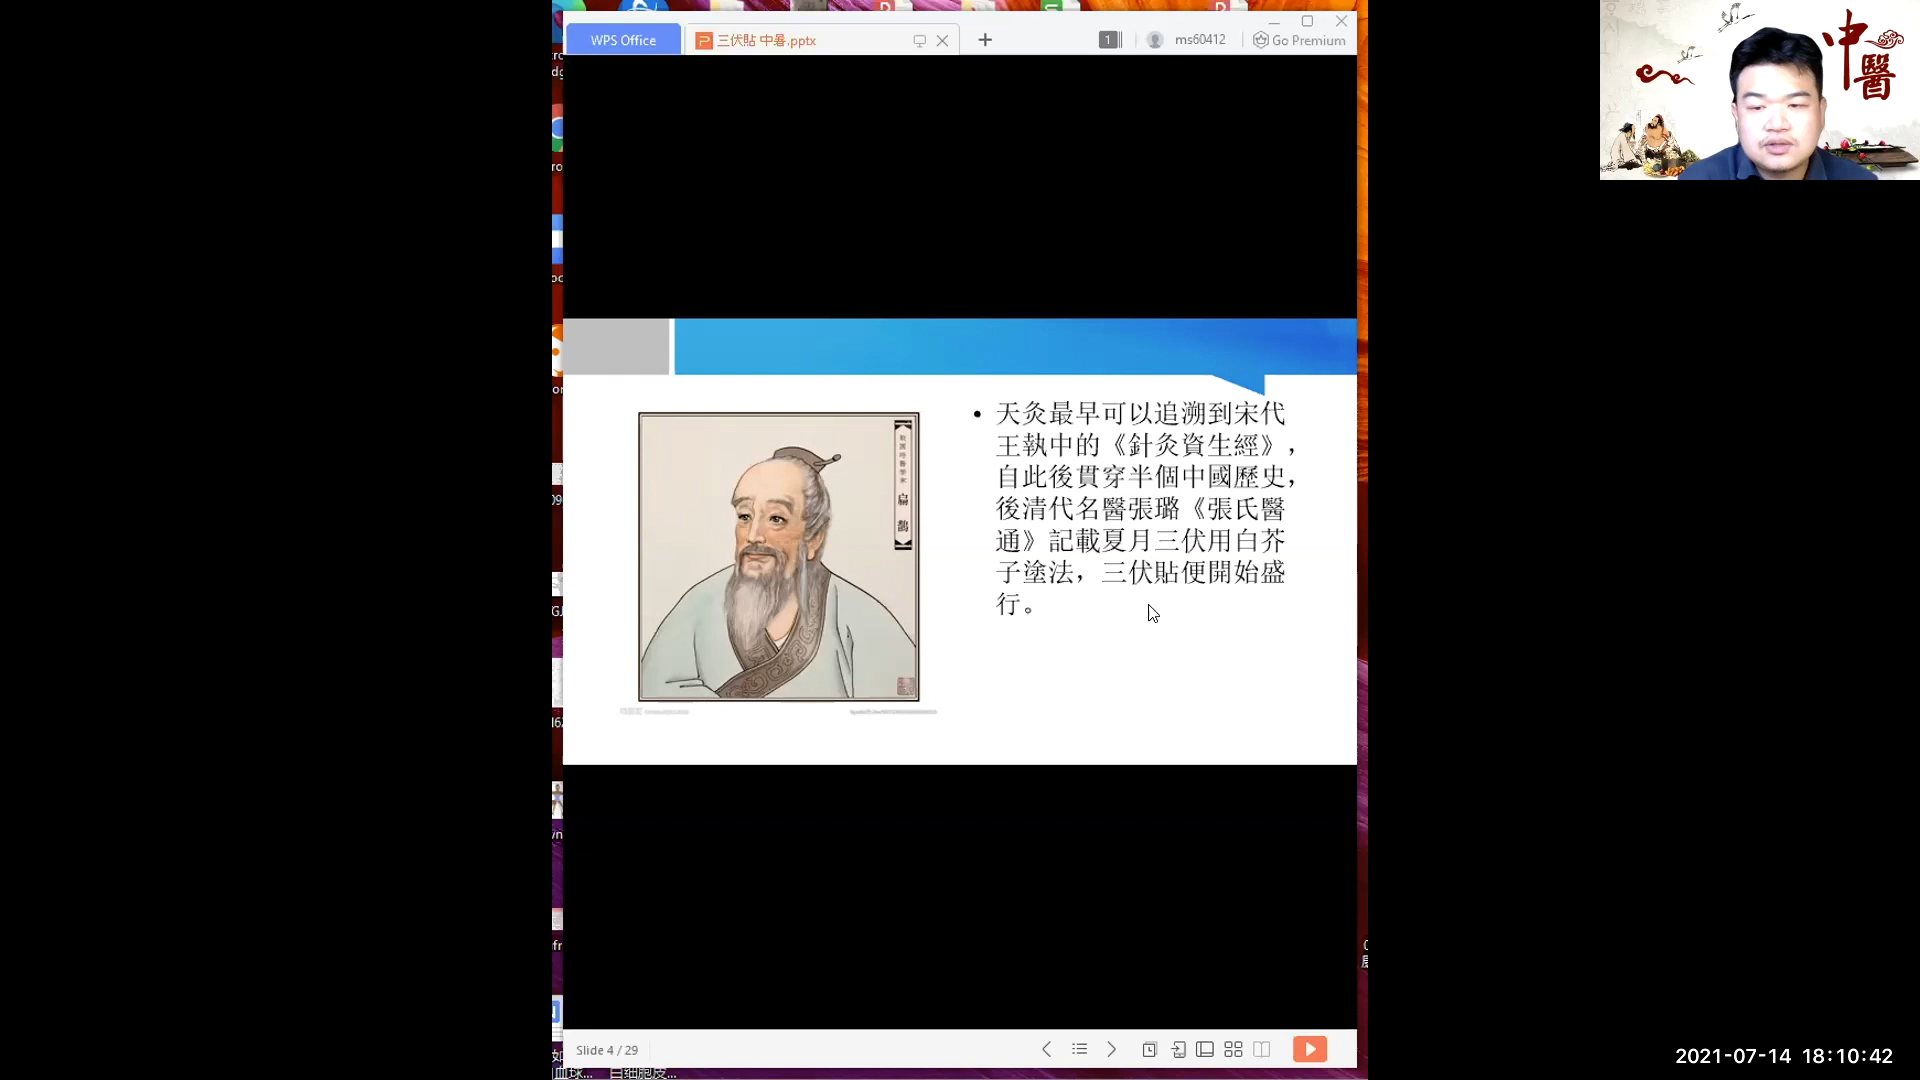 WPS Office
三伏貼 中暑.pptx
1
ms60412
Go Premium
中
醫
天灸最早可以追溯到宋代
王執中的《針灸資生經》，
自此後貫穿半個中國歷史，
後清代名醫張璐《張氏醫
通》記載夏月三伏用白芥
子塗法，三伏貼便開始盛
行。
扁鵲
Slide 4 / 29
2021-07-14 18:10:42